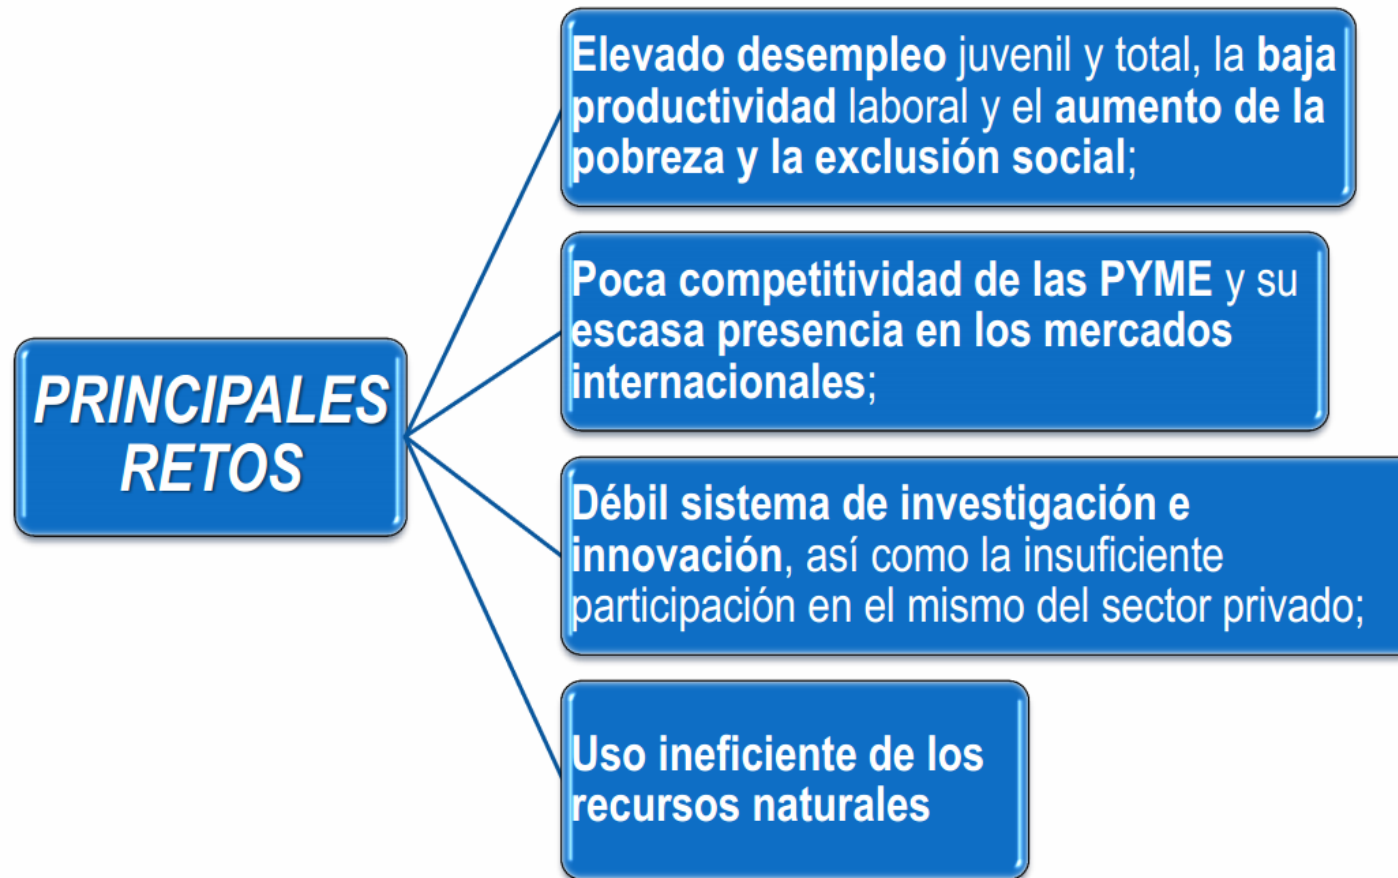 PRINCIPALES
RETOS
Elevado desempleo juvenil y total, la baja
productividad laboral y el aumento de la
pobreza y la exclusión social;
Poca competitividad de las PYME y su
escasa presencia en los mercados
internacionales;
Débil sistema de investigación e
innovación, así como la insuficiente
participación en el mismo del sector privado;
Uso ineficiente de los
recursos naturales